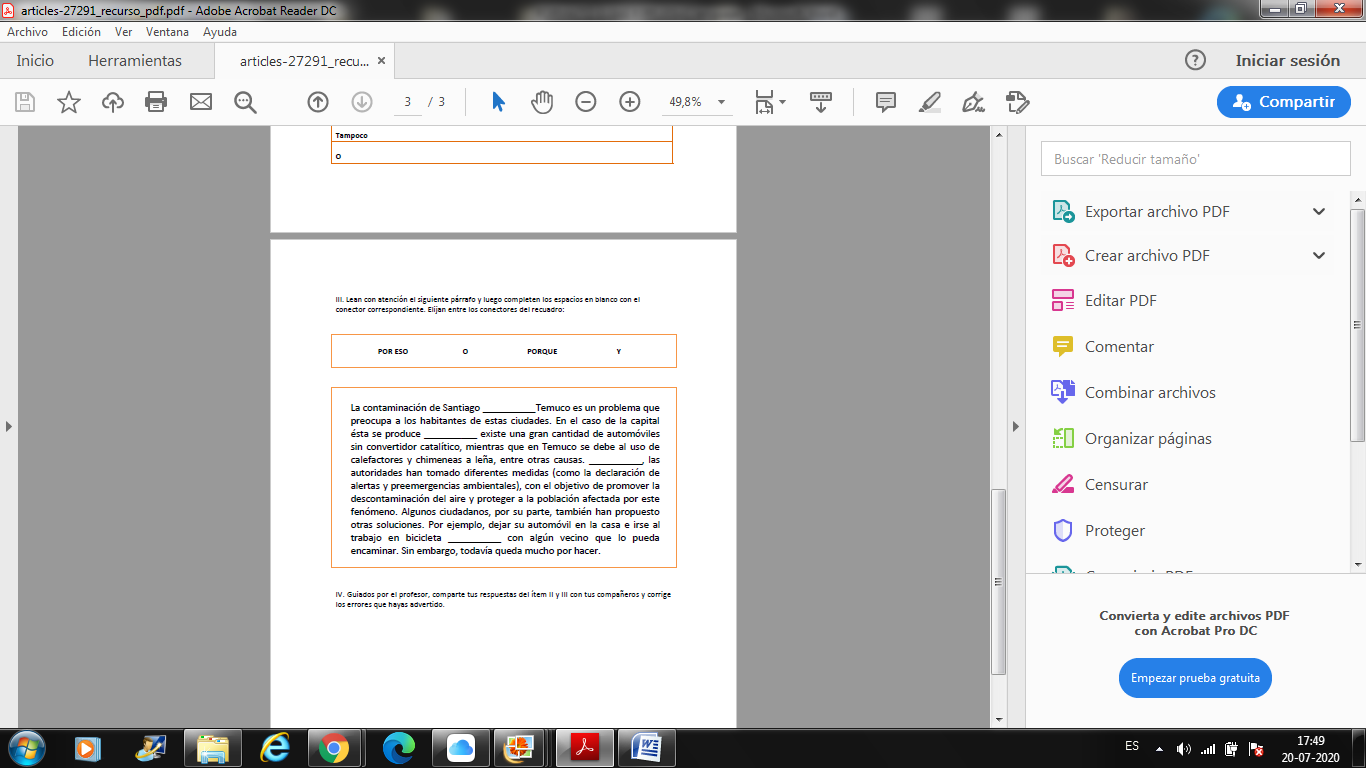 articles-27291_recurso_pdf.pdf - Adobe Acrobat Reader DC
Archivo Edición Ver Ventana Ayuda
Inicio Herramientas articles-27291_recu... × Iniciar sesión
3 / 3 49,8% Compartir
Tampoco
O
III. Lean con atención el siguiente párrafo y luego completen los espacios en blanco con el
conector correspondiente. Elijan entre los conectores del recuadro:
POR ESO O PORQUE Y
La contaminación de Santiago __________Temuco es un problema que
preocupa a los habitantes de estas ciudades. En el caso de la capital
ésta se produce __________ existe una gran cantidad de automóviles
sin convertidor catalítico, mientras que en Temuco se debe al uso de
calefactores y chimeneas a leña, entre otras causas. __________, las
autoridades han tomado diferentes medidas (como la declaración de
alertas y preemergencias ambientales), con el objetivo de promover la
descontaminación del aire y proteger a la población afectada por este
fenómeno. Algunos ciudadanos, por su parte, también han propuesto
otras soluciones. Por ejemplo, dejar su automóvil en la casa e irse al
trabajo en bicicleta __________ con algún vecino que lo pueda
encaminar. Sin embargo, todavía queda mucho por hacer.
IV. Guiados por el profesor, comparte tus respuestas del ítem II y III con tus compañeros y corrige
los errores que hayas advertido.
Buscar 'Reducir tamaño'
Exportar archivo PDF
Crear archivo PDF
Editar PDF
Comentar
Combinar archivos
Organizar páginas
Censurar
Proteger
Convierta y edite archivos PDF
con Acrobat Pro DC
Empezar prueba gratuita
ES 17:49
20-07-2020